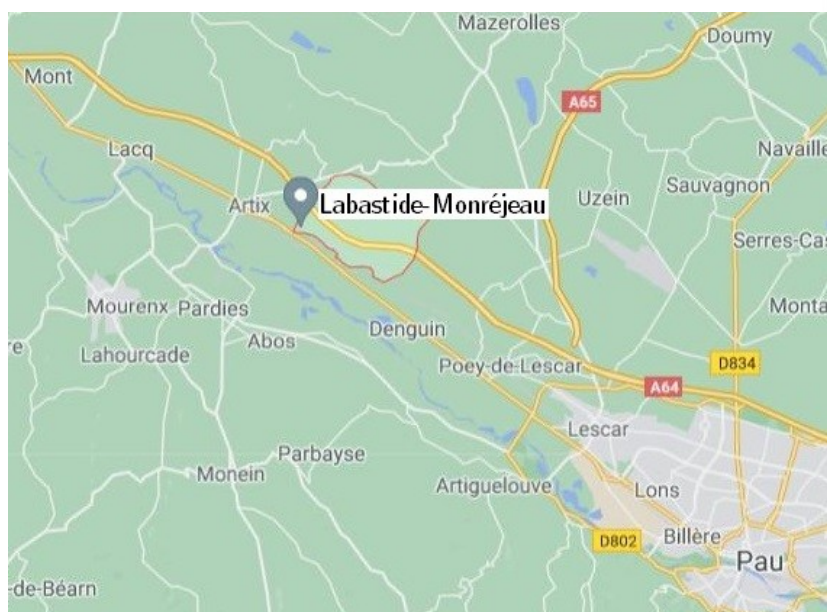 Mazerolles
Doumy
Mont
A65
Lacq
Navaille
Artix
Labastide-Monréjeau
Uzein
Sauvagnon
Serres-Cas
Mourenx
Pardies
Monta
Denguin
re
Lahourcade
Abos
Poey-de-Lescar
D834
A64
Lescar
Parbayse
Monein
Artiguelouve
Lons
D802
Billère
Pau
-de-Béarn